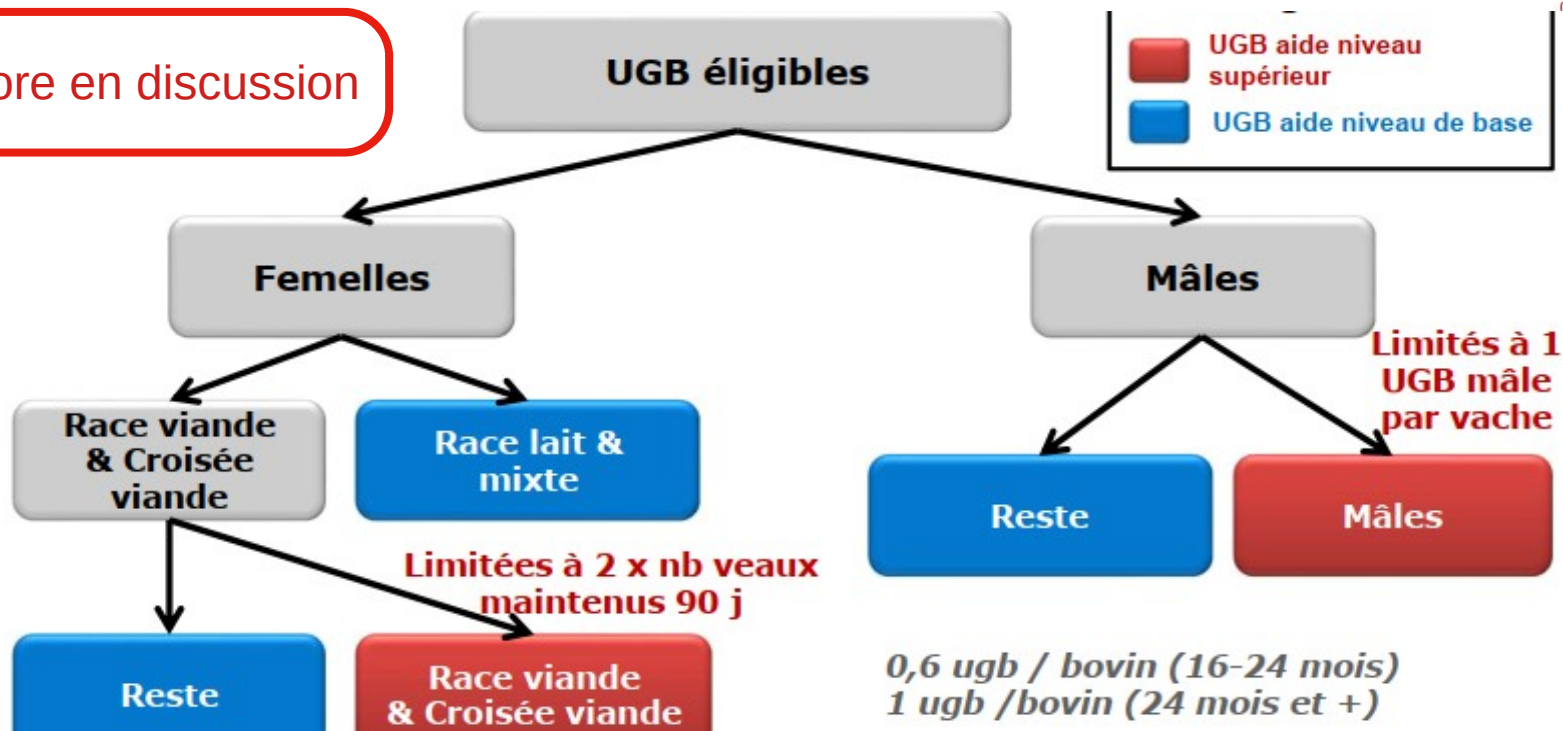 en discussion
UGB éligibles
UGB aide niveau
supérieur
UGB aide niveau de base
Femelles
Mâles
Limités à 1
UGB mâle
par vache
Race viande
& Croisée
viande
Race lait &
mixte
Reste
Mâles
Limitées à 2 x nb veaux
maintenus 90 j
Reste
Race viande
& Croisée viande
0,6 ugb / bovin (16-24 mois)
1 ugb /bovin (24 mois et +)